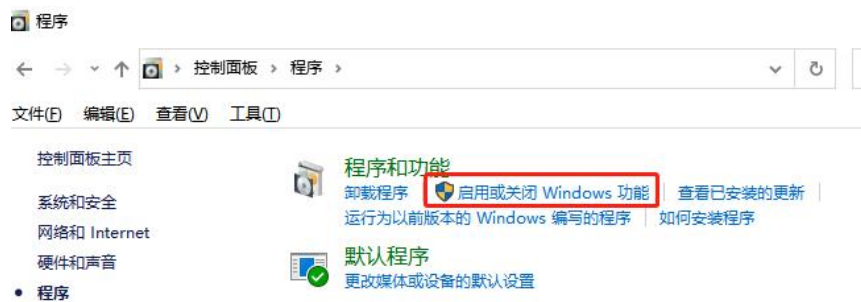 程序
控制面板 › 程序 ›
文件(F) 编辑(E) 查看(V) 工具(T)
控制面板主页
系统和安全
网络和 Internet
硬件和声音
程序
程序和功能
卸载程序 启用或关闭 Windows 功能 查看已安装的更新
运行为以前版本的 Windows 编写的程序 如何安装程序
默认程序
更改媒体或设备的默认设置